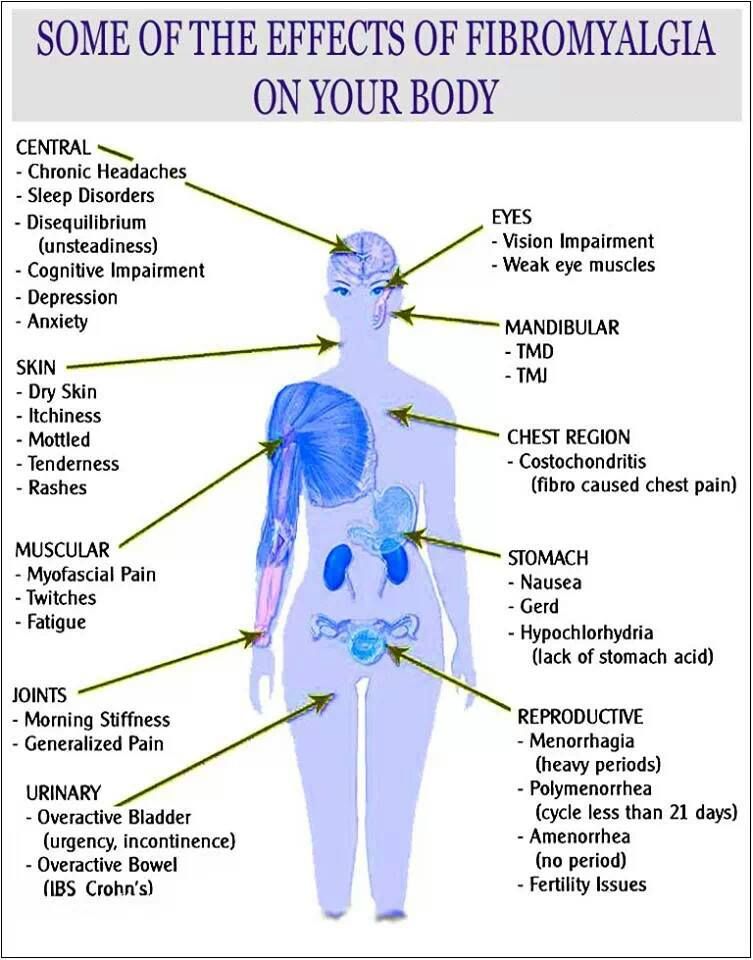 SOME OF THE EFFECTS OF FIBROMYALGIA
ON YOUR BODY
CENTRAL
- Chronic Headaches
- Sleep Disorders
- Disequilibrium
(unsteadiness)
- Cognitive Impairment
- Depression
- Anxiety
SKIN
- Dry Skin
- Itchiness
- Mottled
- Tenderness
- Rashes
MUSCULAR
- Myofascial Pain
- Twitches
- Fatigue
JOINTS
- Morning Stiffness
- Generalized Pain
URINARY
- Overactive Bladder
(urgency, incontinence)
- Overactive Bowel
(IBS Crohn's)
EYES
- Vision Impairment
- Weak eye muscles
MANDIBULAR
- TMD
- TMJ
CHEST REGION
- Costochondritis
(fibro caused chest pain)
STOMACH
- Nausea
- Gerd
- Hypochlorhydria
(lack of stomach acid)
REPRODUCTIVE
- Menorrhagia
(heavy periods)
- Polymenorrhea
(cycle less than 21 days)
- Amenorrhea
(no period)
- Fertility Issues